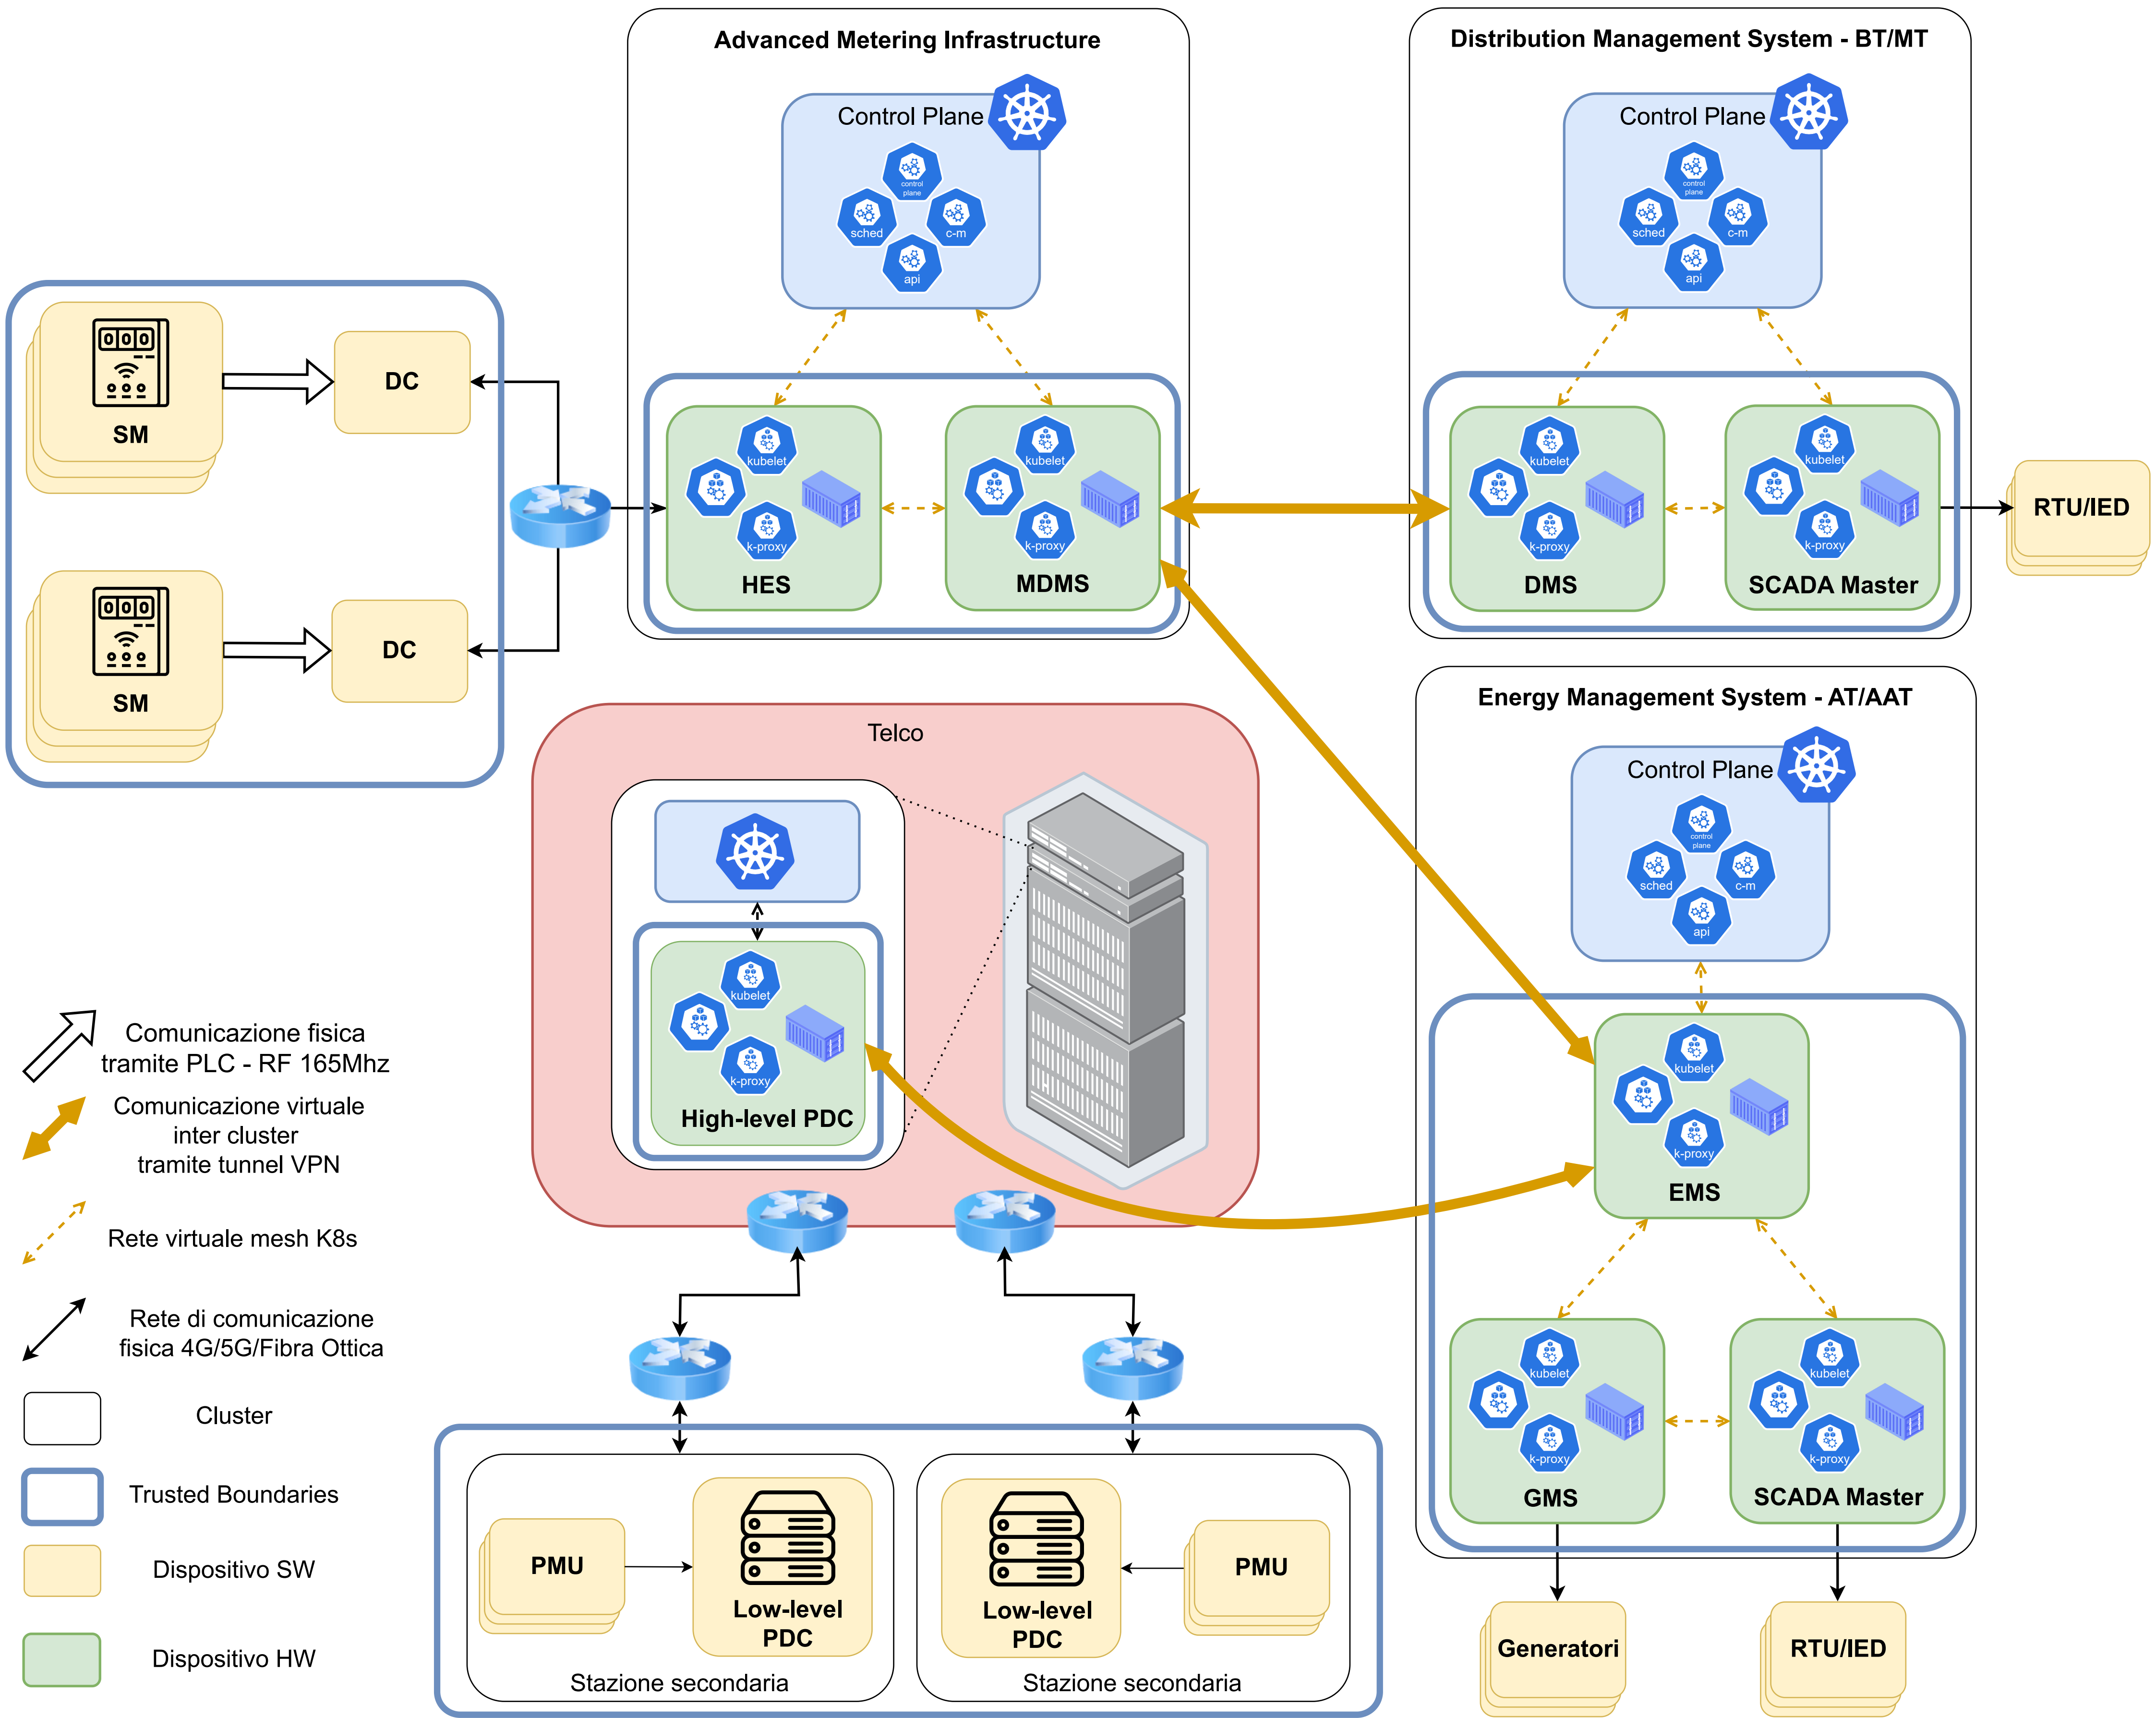 Advanced Metering Infrastructure
Control Plane
control
plane
sched
c-m
api
kubelet
k-proxy
HES
kubelet
k-proxy
MDMS
Distribution Management System - BT/MT
Control Plane
control
plane
sched
c-m
api
kubelet
k-proxy
DMS
kubelet
k-proxy
SCADA Master
RTU/IED
000
SM
DC
000
SM
DC
Telco
kubelet
k-proxy
High-level PDC
Energy Management System - AT/AAT
Control Plane
control
plane
sched
c-m
api
kubelet
k-proxy
EMS
kubelet
k-proxy
GMS
kubelet
k-proxy
SCADA Master
Generatori
RTU/IED
PMU
Low-level
PDC
Stazione secondaria
Low-level
PDC
PMU
Stazione secondaria
Comunicazione fisica
tramite PLC - RF 165Mhz
Comunicazione virtuale
inter cluster
tramite tunnel VPN
Rete virtuale mesh K8s
Rete di comunicazione
fisica 4G/5G/Fibra Ottica
Cluster
Trusted Boundaries
Dispositivo SW
Dispositivo HW